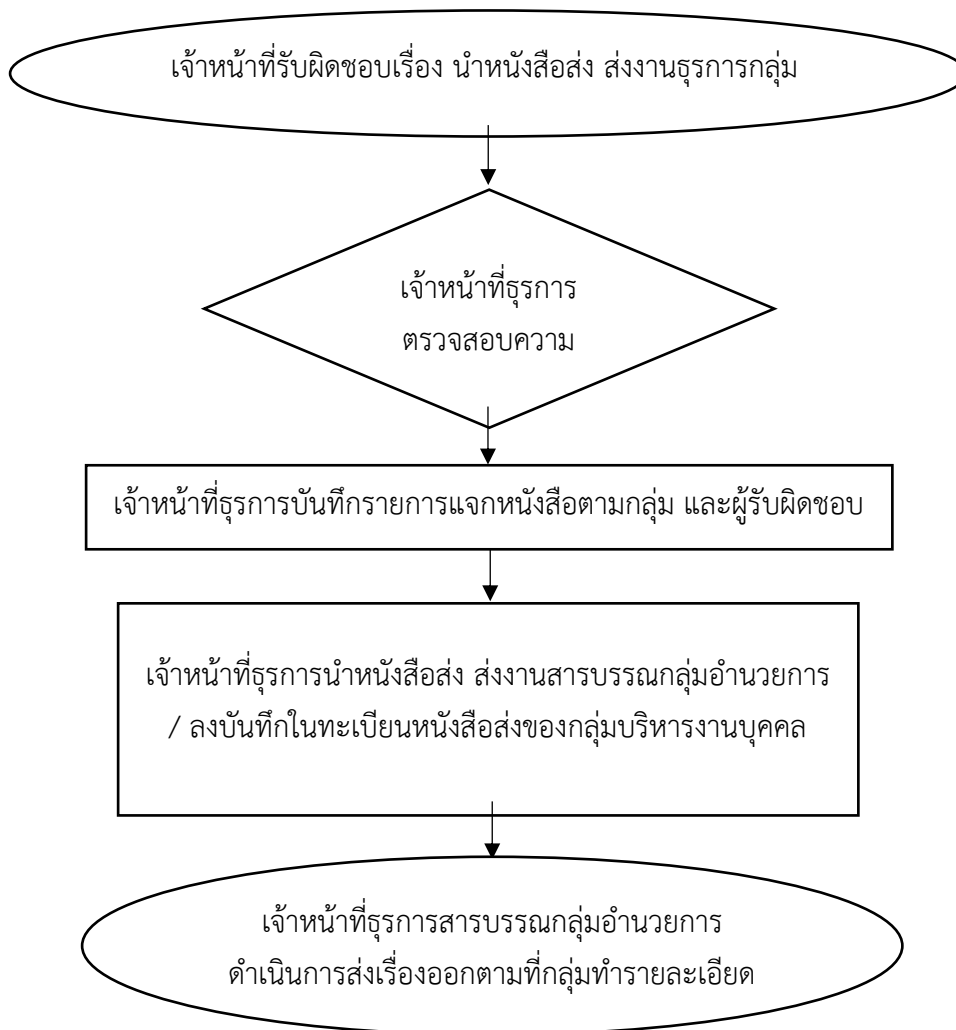 เจ้าหน้าที่รับผิดชอบเรื่อง นำหนังสือส่ง ส่งงานธุรการกลุ่ม
เจ้าหน้าที่ธุรการ
ตรวจสอบความ
เจ้าหน้าที่ธุรการบันทึกรายการแจกหนังสือตามกลุ่ม และผู้รับผิดชอบ
เจ้าหน้าที่ธุรการนำหนังสือส่ง ส่งงานสารบรรณกลุ่มอำนวยการ
/ ลงบันทึกในทะเบียนหนังสือส่งของกลุ่มบริหารงานบุคคล
เจ้าหน้าที่ธุรการสารบรรณกลุ่มอำนวยการ
ดำเนินการส่งเรื่องออกตามที่กลุ่มทำรายละเอียด